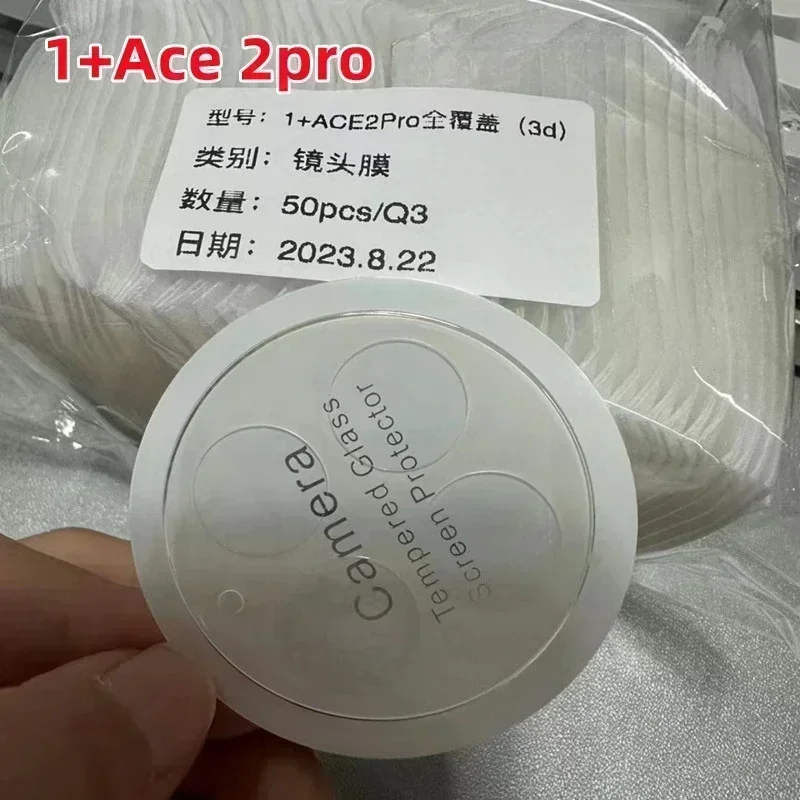 1+Ace 2pro
型号：1+ACE2Pro全覆盖（3d）
类别：镜头膜
数量：50pcs/Q3
日期：2023.8.22
Camera
Tempered Glass
Screen Protector